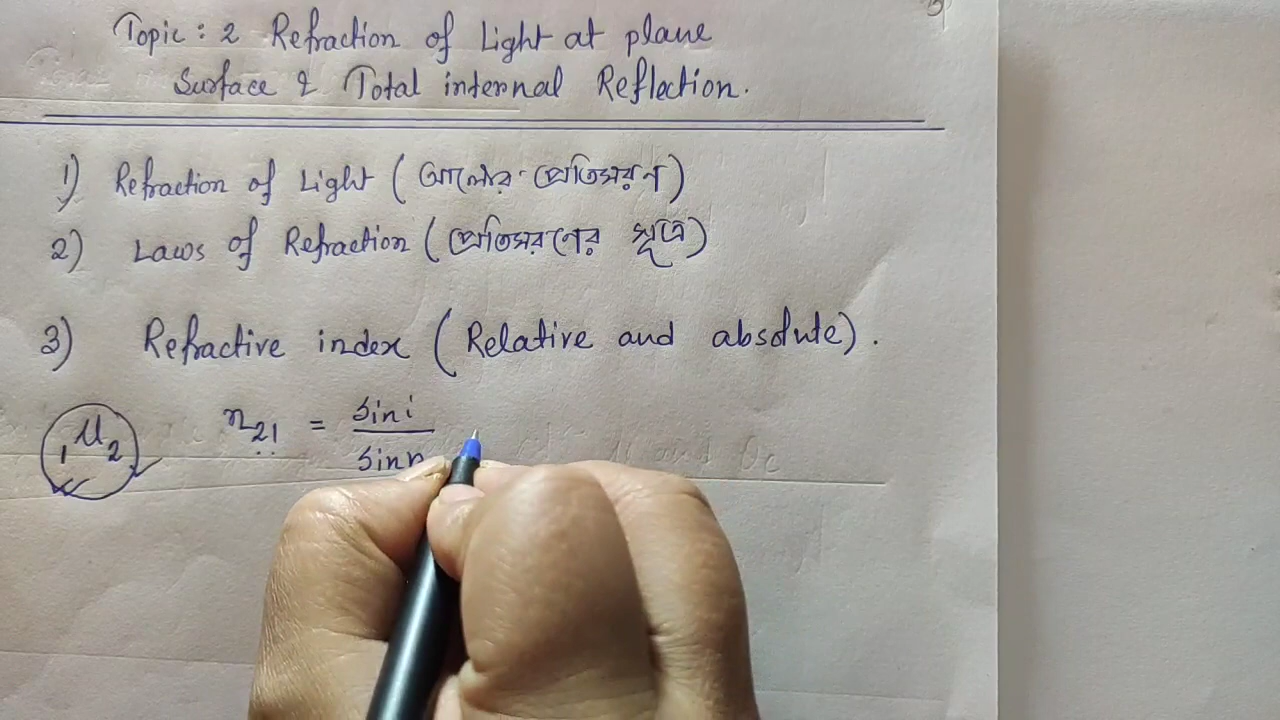 Topic: 2 Refraction of Light at plane
Surface & Total internal Reflection.
1) Refraction of Light (আলোর প্রতিসরণ)
2) Laws of Refraction (প্রতিসরণের সূত্র)
3) Refractive index (Relative and absolute).
₁μ₂ n₂₁ = sin i / sin r